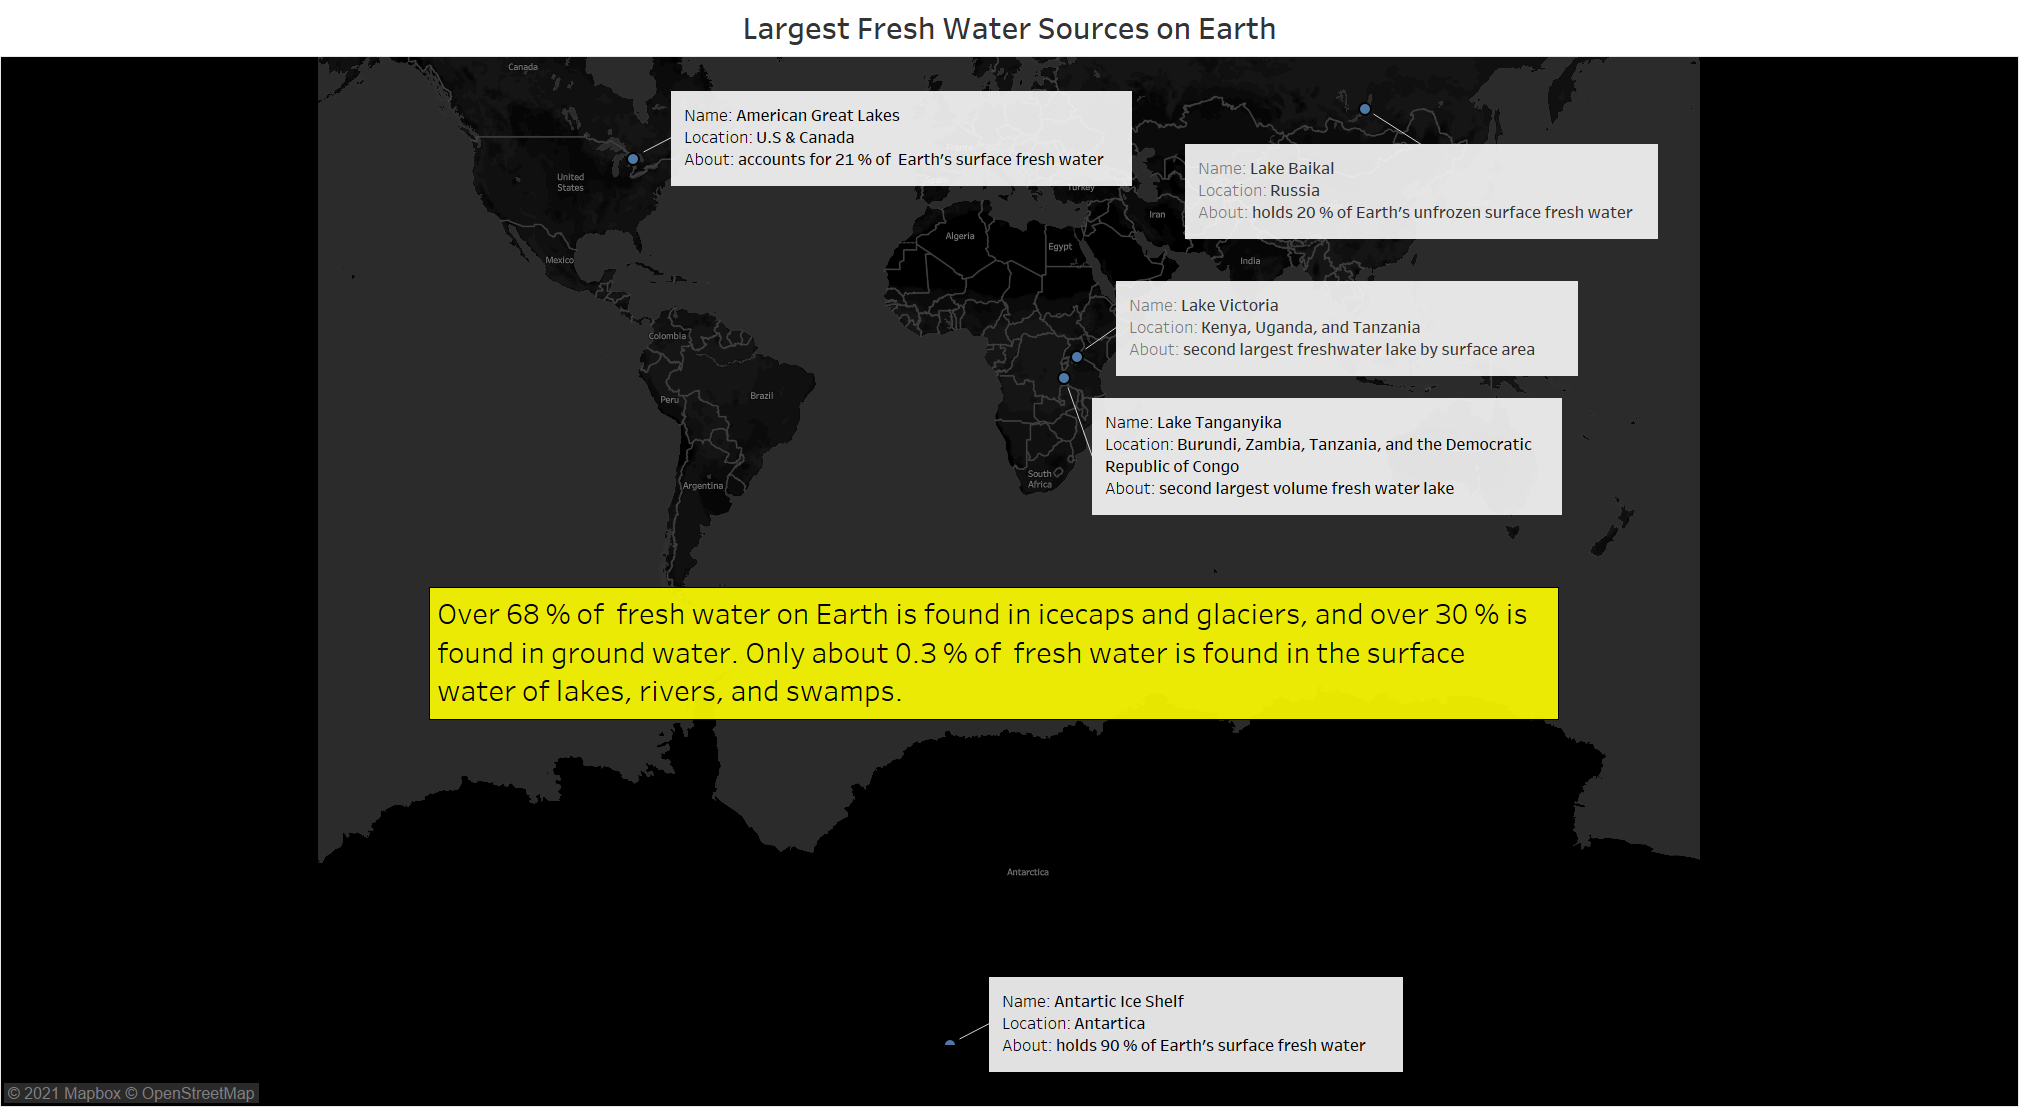 Largest Fresh Water Sources on Earth
Canada
Name: American Great Lakes
Location: U.S & Canada
About: accounts for 21 % of Earth's surface fresh water
United
States
Turkey
Name: Lake Baikal
Location: Russia
About: holds 20 % of Earth's unfrozen surface fresh water
Iran
Algeria
Egypt
Mexico
India
Name: Lake Victoria
Location: Kenya, Uganda, and Tanzania
About: second largest freshwater lake by surface area
Colombia
Peru
Brazil
Name: Lake Tanganyika
Location: Burundi, Zambia, Tanzania, and the Democratic
Republic of Congo
About: second largest volume fresh water lake
South
Africa
Argentina
Over 68 % of fresh water on Earth is found in icecaps and glaciers, and over 30 % is
found in ground water. Only about 0.3 % of fresh water is found in the surface
water of lakes, rivers, and swamps.
Antarctica
Name: Antartic Ice Shelf
Location: Antartica
About: holds 90 % of Earth's surface fresh water
© 2021 Mapbox © OpenStreetMap